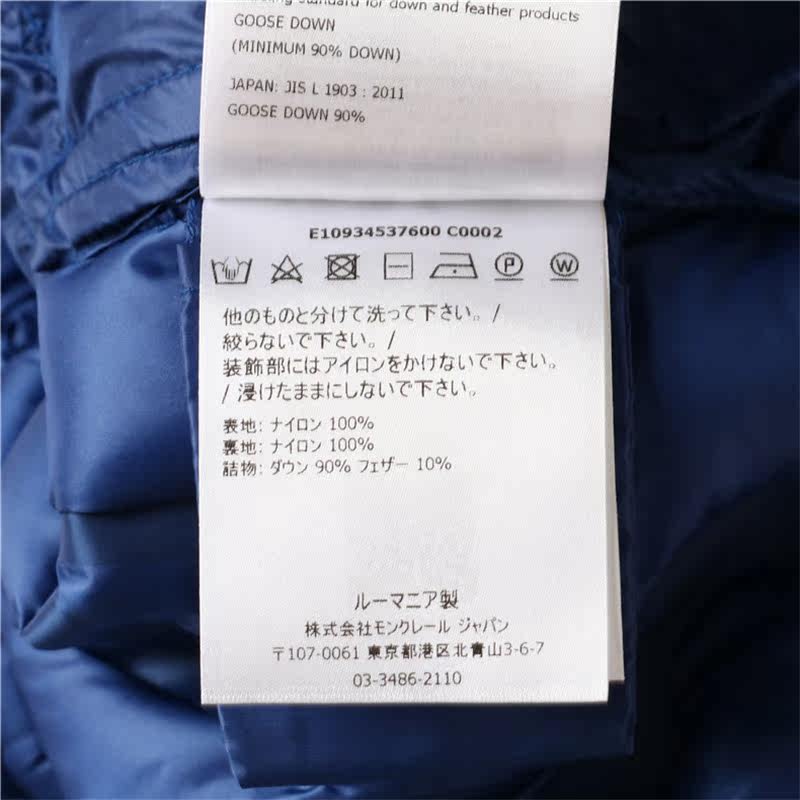 standard for down and feather products
GOOSE DOWN
(MINIMUM 90% DOWN)
JAPAN: JIS L 1903 : 2011
GOOSE DOWN 90%
E10934537600 C0002
P W
他のものと分けて洗って下さい。/
絞らないで下さい。/
装飾部にはアイロンをかけないで下さい。
/ 浸けたままにしないで下さい。
表地: ナイロン 100%
裏地: ナイロン 100%
詰物: ダウン 90% フェザー 10%
ルーマニア製
株式会社モンクレール ジャパン
〒107-0061 東京都港区北青山3-6-7
03-3486-2110